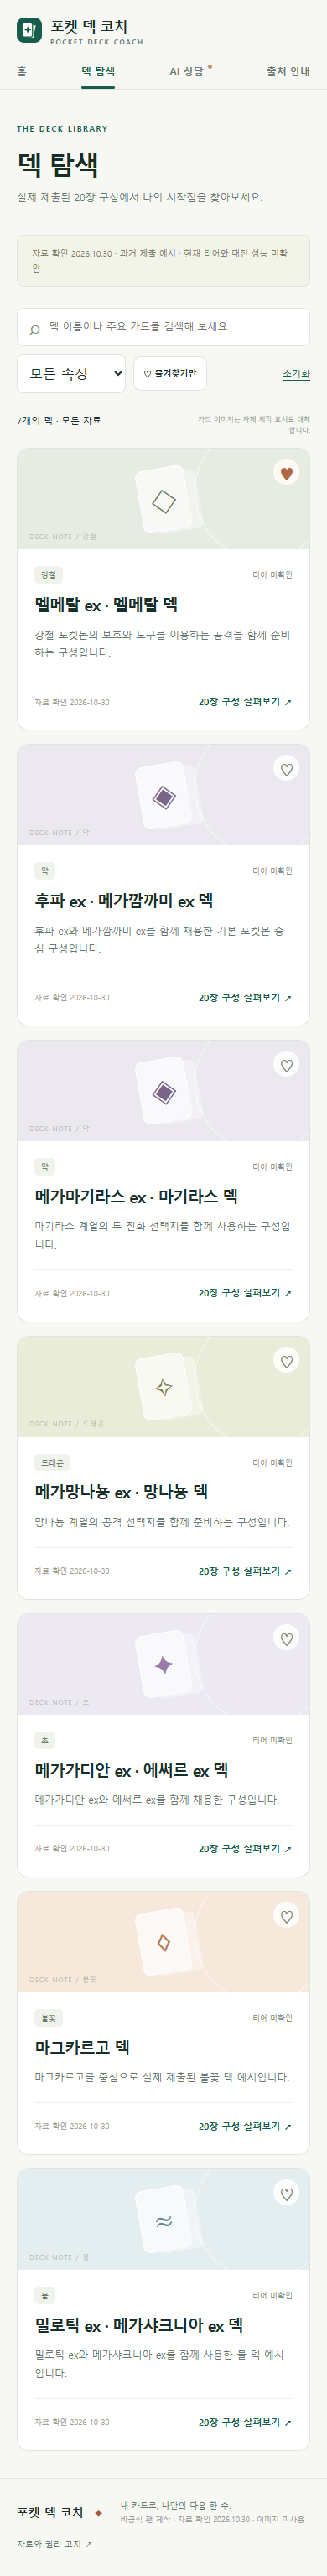 포켓 덱 코치
POCKET DECK COACH
홈 덱 탐색 AI 상담 출처 안내
THE DECK LIBRARY
덱 탐색
실제 제출된 20장 구성에서 나의 시작점을 찾아보세요.
자료 확인 2026.10.30 · 과거 제출 예시 · 현재 티어와 대전 성능 미확
인
덱 이름이나 주요 카드를 검색해 보세요
모든 속성 ♡ 즐겨찾기만 초기화
7개의 덱 · 모든 자료
카드 이미지는 자체 제작 표시로 대체
합니다.
DECK NOTE / 강철
강철 티어 미확인
멜메탈 ex · 멜메탈 덱
강철 포켓몬의 보호와 도구를 이용하는 공격을 함께 준비
하는 구성입니다.
자료 확인 2026-10-30 20장 구성 살펴보기 ↗
DECK NOTE / 악
악 티어 미확인
후파 ex · 메가깜까미 ex 덱
후파 ex와 메가깜까미 ex를 함께 채용한 기본 포켓몬 중
심 구성입니다.
자료 확인 2026-10-30 20장 구성 살펴보기 ↗
DECK NOTE / 악
악 티어 미확인
메가마기라스 ex · 마기라스 덱
마기라스 계열의 두 진화 선택지를 함께 사용하는 구성입
니다.
자료 확인 2026-10-30 20장 구성 살펴보기 ↗
DECK NOTE / 드래곤
드래곤 티어 미확인
메가망나뇽 ex · 망나뇽 덱
망나뇽 계열의 공격 선택지를 함께 준비하는 구성입니다.
자료 확인 2026-10-30 20장 구성 살펴보기 ↗
DECK NOTE / 초
초 티어 미확인
메가가디안 ex · 에써르 ex 덱
메가가디안 ex와 에써르 ex를 함께 채용한 구성입니다.
자료 확인 2026-10-30 20장 구성 살펴보기 ↗
DECK NOTE / 불꽃
불꽃 티어 미확인
마그카르고 덱
마그카르고를 중심으로 실제 제출된 불꽃 덱 예시입니다.
자료 확인 2026-10-30 20장 구성 살펴보기 ↗
DECK NOTE / 물
물 티어 미확인
밀로틱 ex · 메가샤크니아 ex 덱
밀로틱 ex와 메가샤크니아 ex를 함께 사용한 물 덱 예시
입니다.
자료 확인 2026-10-30 20장 구성 살펴보기 ↗
포켓 덱 코치 ✦
내 카드로, 나만의 다음 한 수.
비공식 팬 제작 · 자료 확인 2026.10.30 · 이미지 미사용
자료와 권리 고지 ↗